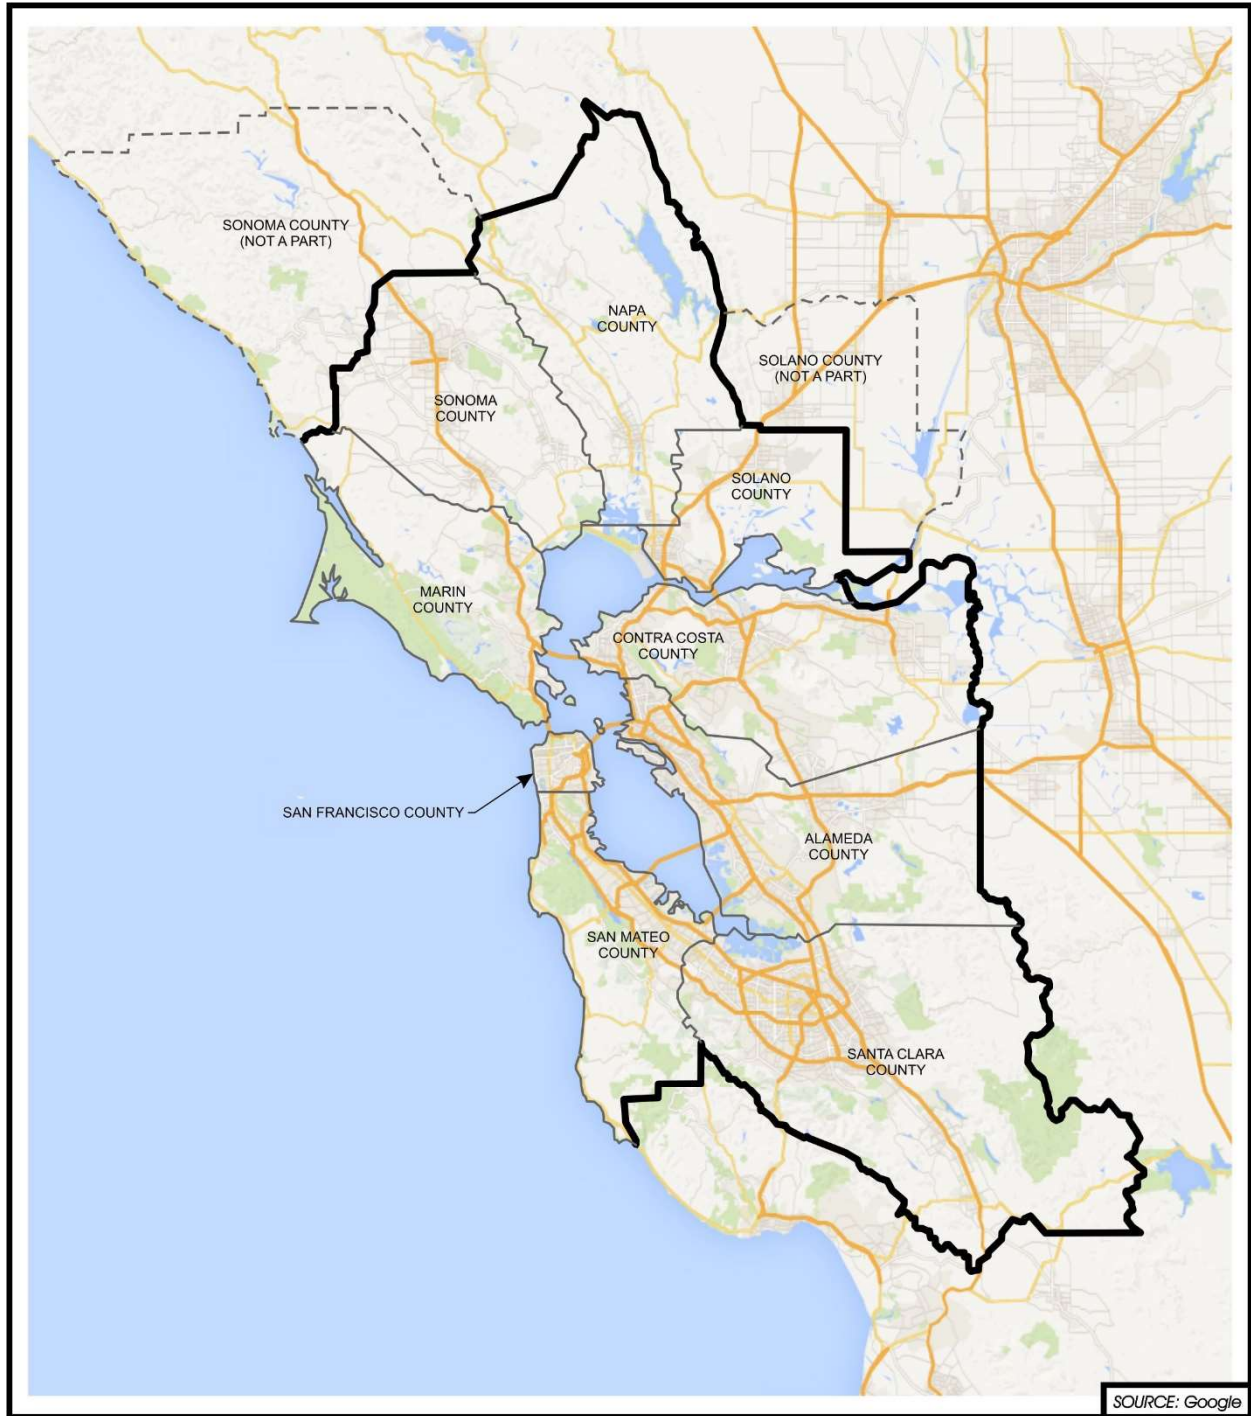 SONOMA COUNTY
(NOT A PART)
NAPA
COUNTY
SOLANO COUNTY
(NOT A PART)
SONOMA
COUNTY
SOLANO
COUNTY
MARIN
COUNTY
CONTRA COSTA
COUNTY
SAN FRANCISCO COUNTY
ALAMEDA
COUNTY
SAN MATEO
COUNTY
SANTA CLARA
COUNTY
SOURCE: Google